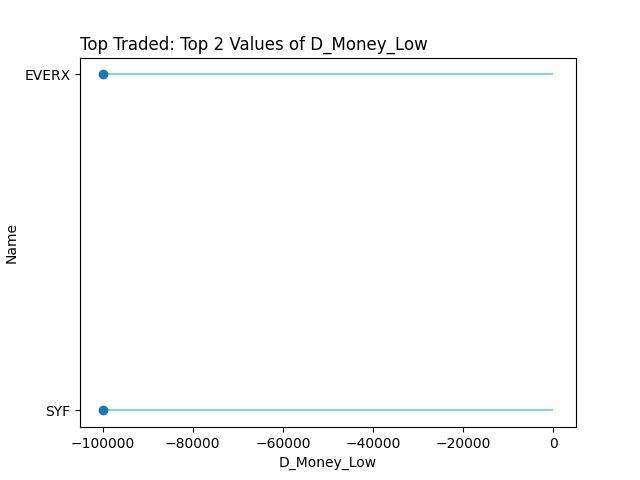 Top Traded: Top 2 Values of D_Money_Low
EVERX
Name
SYF
−100000 −80000 −60000 −40000 −20000 0
D_Money_Low